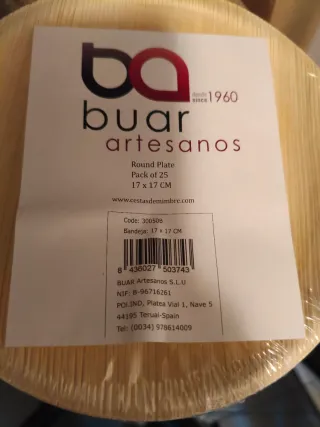 ba
desde
SINCE 1960
buar
artesanos
Round Plate
Pack of 25
17 x 17 CM
www.cestasdemimbre.com
Code: 300509
Bandeja: 17 x 17 CM
8 436027 503743
BUAR Artesanos S.L.U
NIF: B-96716261
POL.IND, Platea Vial 1, Nave 5
44195 Teruel-Spain
Tel: (0034) 978614009